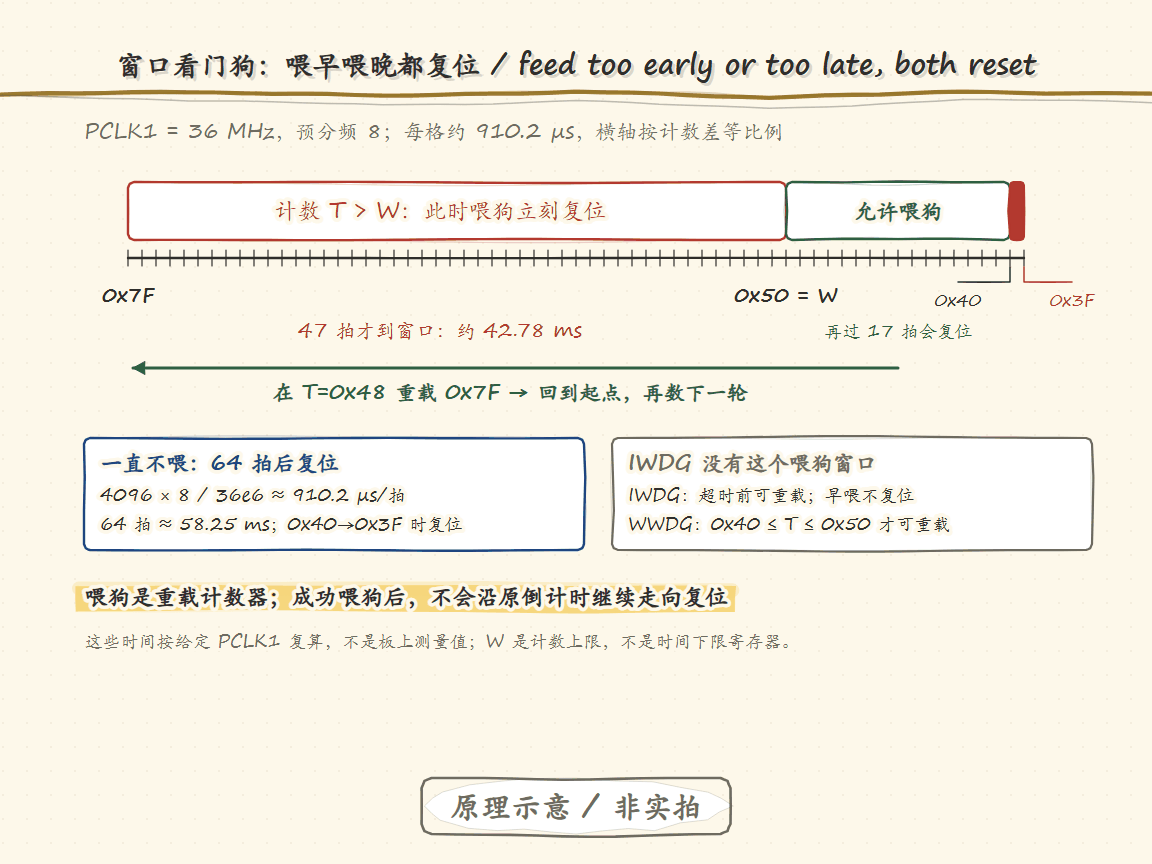 窗口看门狗：喂早喂晚都复位 / feed too early or too late, both reset
PCLK1 = 36 MHz，预分频 8；每格约 910.2 µs，横轴按计数差等比例
计数 T > W：此时喂狗立刻复位
允许喂狗
0x7F
0x50 = W
0x40
0x3F
47 拍才到窗口：约 42.78 ms
再过 17 拍会复位
在 T=0x48 重载 0x7F → 回到起点，再数下一轮
一直不喂：64 拍后复位
4096 × 8 / 36e6 ≈ 910.2 µs/拍
64 拍 ≈ 58.25 ms；0x40→0x3F 时复位
IWDG 没有这个喂狗窗口
IWDG：超时前可重载；早喂不复位
WWDG：0x40 ≤ T ≤ 0x50 才可重载
喂狗是重载计数器；成功喂狗后，不会沿原倒计时继续走向复位
这些时间按给定 PCLK1 复算，不是板上测量值；W 是计数上限，不是时间下限寄存器。
原理示意 / 非实拍